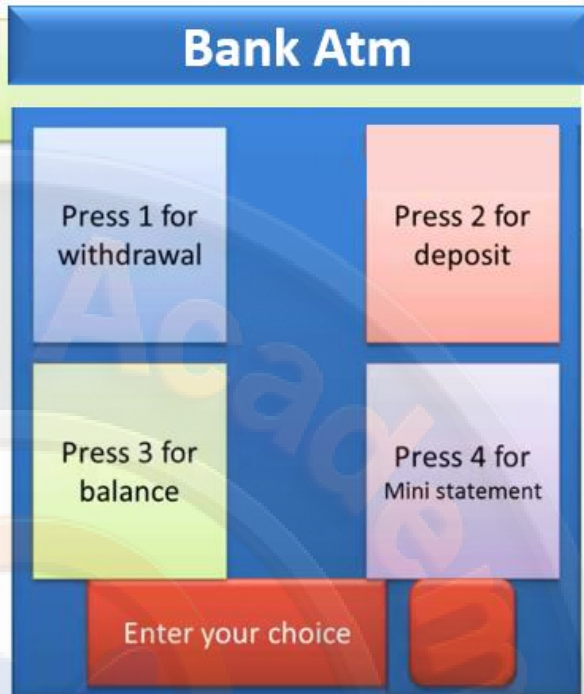 Bank Atm
Press 1 for
withdrawal
Press 2 for
deposit
Press 3 for
balance
Press 4 for
Mini statement
Enter your choice
Academ